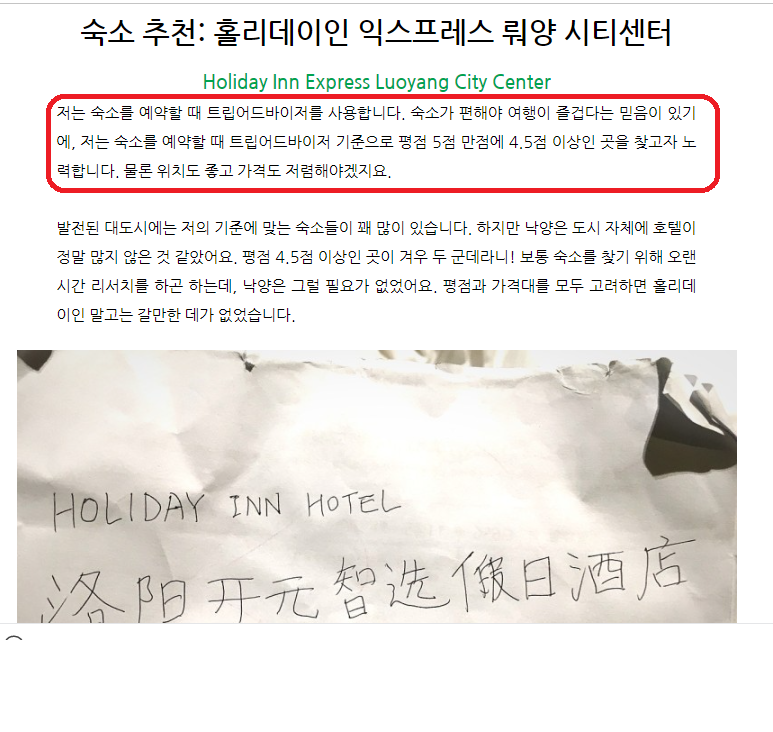 숙소 추천: 홀리데이인 익스프레스 뤄양 시티센터
Holiday Inn Express Luoyang City Center
저는 숙소를 예약할 때 트립어드바이저를 사용합니다. 숙소가 편해야 여행이 즐겁다는 믿음이 있기
에, 저는 숙소를 예약할 때 트립어드바이저 기준으로 평점 5점 만점에 4.5점 이상인 곳을 찾고자 노
력합니다. 물론 위치도 좋고 가격도 저렴해야겠지요.
발전된 대도시에는 저의 기준에 맞는 숙소들이 꽤 많이 있습니다. 하지만 낙양은 도시 자체에 호텔이
정말 많지 않은 것 같았어요. 평점 4.5점 이상인 곳이 겨우 두 군데라니! 보통 숙소를 찾기 위해 오랜
시간 리서치를 하곤 하는데, 낙양은 그럴 필요가 없었어요. 평점과 가격대를 모두 고려하면 홀리데
이인 말고는 갈만한 데가 없었습니다.
HOLIDAY INN HOTEL
洛阳开元智选假日酒店